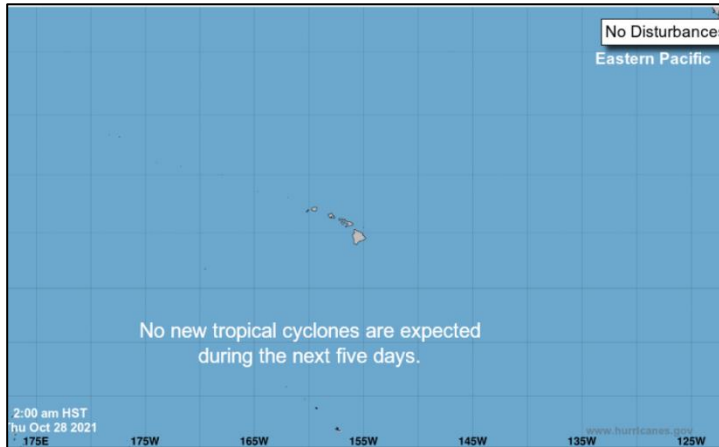 No Disturbances
Eastern Pacific
No new tropical cyclones are expected
during the next five days.
2:00 am HST
Thu Oct 28 2021
www.hurricanes.gov
175E 175W 165W 155W 145W 135W 125W